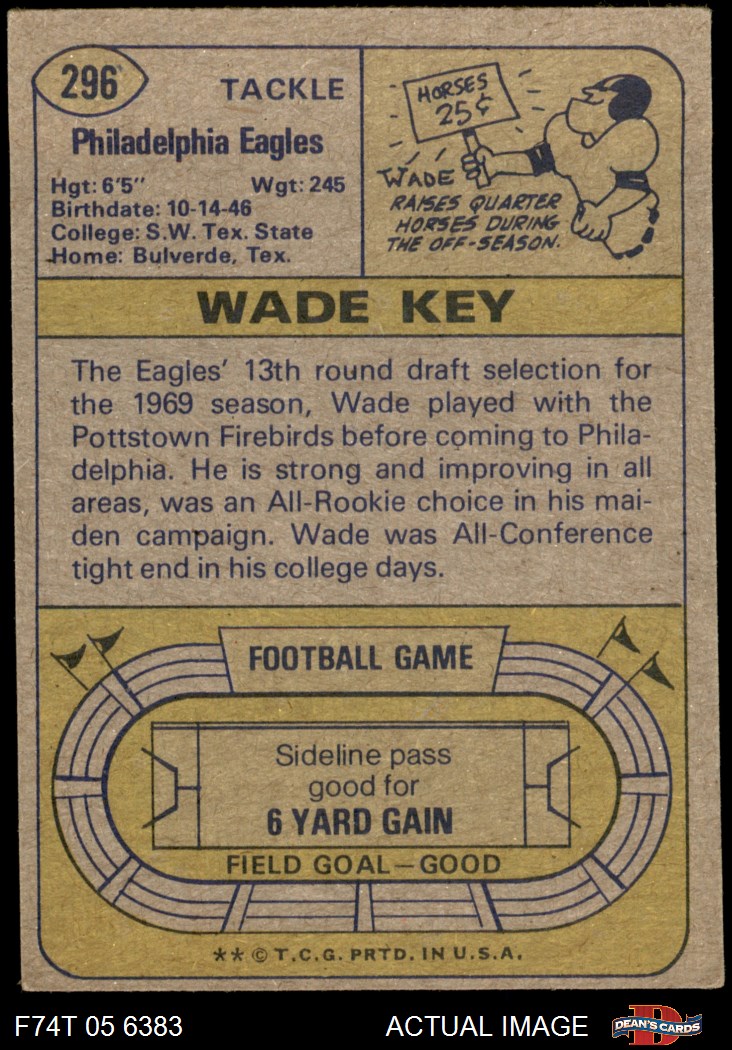 296
TACKLE
Philadelphia Eagles
Hgt: 6'5" Wgt: 245
Birthdate: 10-14-46
College: S.W. Tex. State
Home: Bulverde, Tex.
HORSES
25¢
WADE
RAISES QUARTER
HORSES DURING
THE OFF-SEASON.
WADE KEY
The Eagles' 13th round draft selection for
the 1969 season, Wade played with the
Pottstown Firebirds before coming to Phila-
delphia. He is strong and improving in all
areas, was an All-Rookie choice in his mai-
den campaign. Wade was All-Conference
tight end in his college days.
FOOTBALL GAME
Sideline pass
good for
6 YARD GAIN
FIELD GOAL—GOOD
** © T.C.G. PRTD. IN U.S.A.
F74T 05 6383 ACTUAL IMAGE
D
DEAN'S CARDS